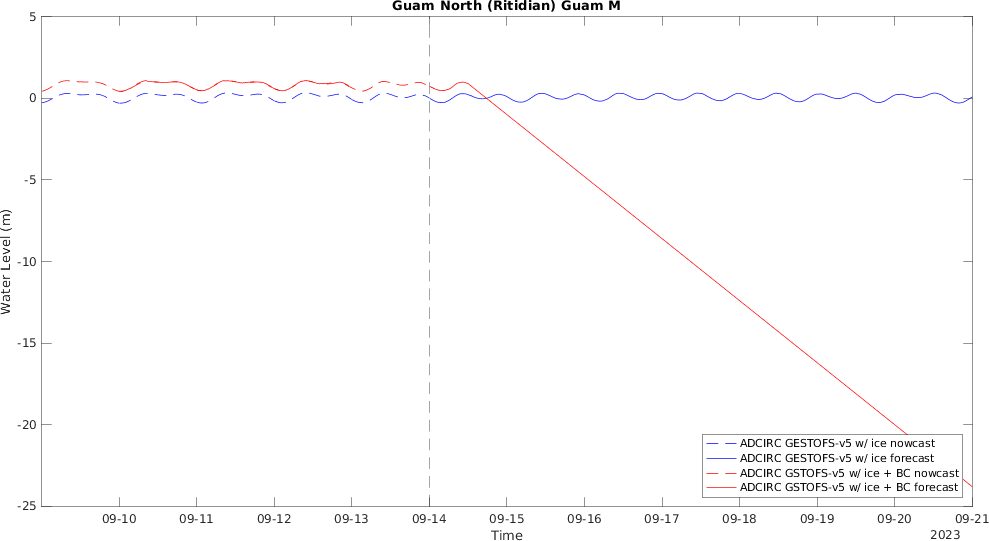 Guam North (Ritidian) Guam M
5
0
-5
-10
-15
-20
-25
Water Level (m)
09-10
09-11
09-12
09-13
09-14
09-15
09-16
09-17
09-18
09-19
09-20
09-21
Time
2023
ADCIRC GESTOFS-v5 w/ ice nowcast
ADCIRC GESTOFS-v5 w/ ice forecast
ADCIRC GSTOFS-v5 w/ ice + BC nowcast
ADCIRC GSTOFS-v5 w/ ice + BC forecast